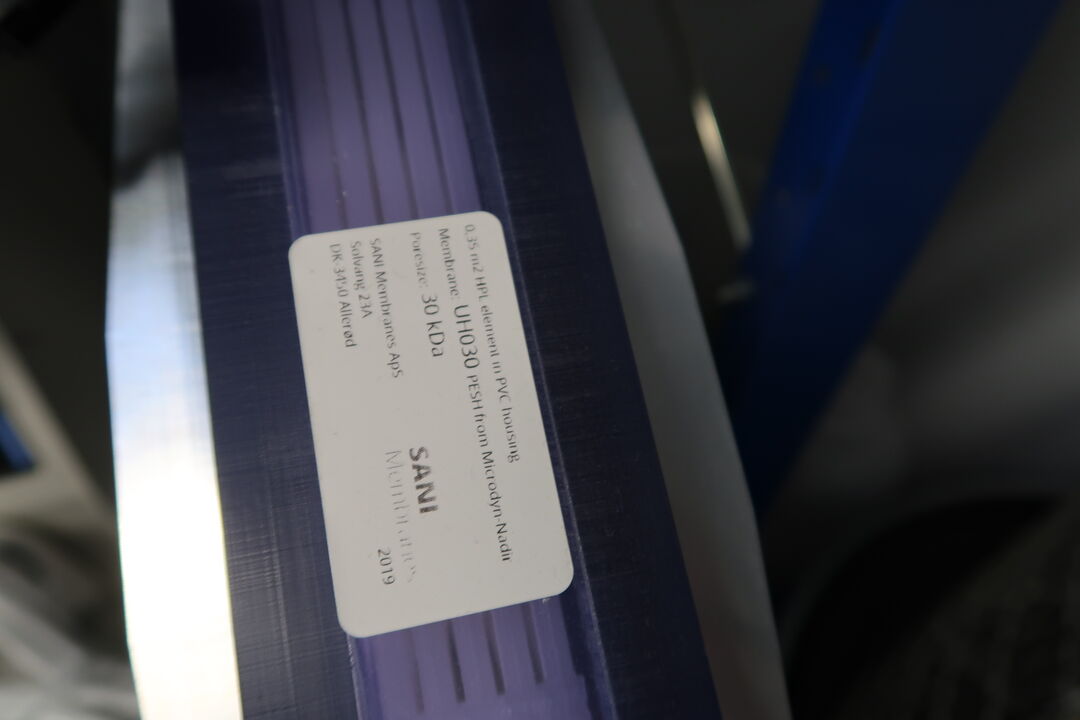 0.35 m2 HPL element in PVC housing
Membrane: UH030 PESH from Microdyn-Nadir
Poresize: 30 kDa
SANI Membranes ApS
Solvang 23A
DK-3450 Allerød
SANI
Membranes
2019